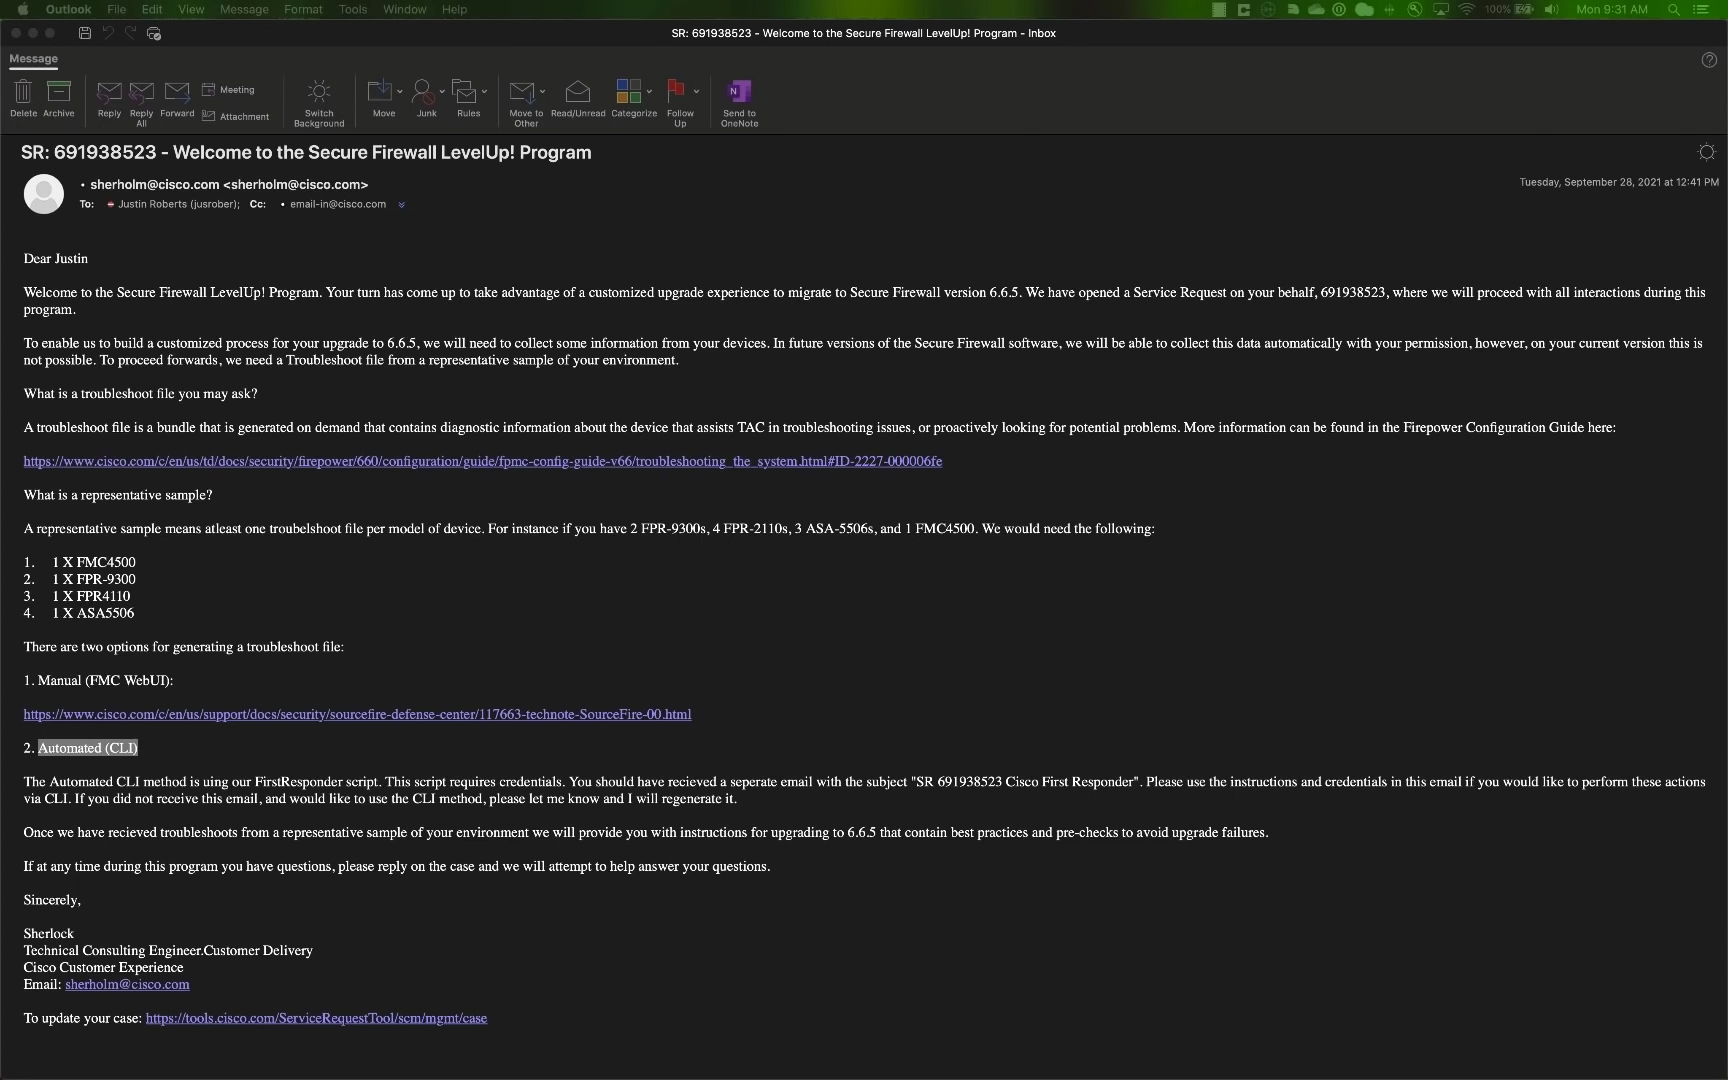 Outlook File Edit View Message Format Tools Window Help 100% Mon 9:31 AM
SR: 691938523 - Welcome to the Secure Firewall LevelUp! Program - Inbox
Message
Delete Archive Reply Reply All Forward Meeting Attachment Switch Background Move Junk Rules Move to Other Read/Unread Categorize Follow Up Send to OneNote
SR: 691938523 - Welcome to the Secure Firewall LevelUp! Program
sherholm@cisco.com <sherholm@cisco.com>
Tuesday, September 28, 2021 at 12:41 PM
To: Justin Roberts (jusrober); Cc: • email-in@cisco.com
Dear Justin
Welcome to the Secure Firewall LevelUp! Program. Your turn has come up to take advantage of a customized upgrade experience to migrate to Secure Firewall version 6.6.5. We have opened a Service Request on your behalf, 691938523, where we will proceed with all interactions during this
program.
To enable us to build a customized process for your upgrade to 6.6.5, we will need to collect some information from your devices. In future versions of the Secure Firewall software, we will be able to collect this data automatically with your permission, however, on your current version this is
not possible. To proceed forwards, we need a Troubleshoot file from a representative sample of your environment.
What is a troubleshoot file you may ask?
A troubleshoot file is a bundle that is generated on demand that contains diagnostic information about the device that assists TAC in troubleshooting issues, or proactively looking for potential problems. More information can be found in the Firepower Configuration Guide here:
https://www.cisco.com/c/en/us/td/docs/security/firepower/660/configuration/guide/fpmc-config-guide-v66/troubleshooting_the_system.html#ID-2227-000006fe
What is a representative sample?
A representative sample means atleast one troubelshoot file per model of device. For instance if you have 2 FPR-9300s, 4 FPR-2110s, 3 ASA-5506s, and 1 FMC4500. We would need the following:
1. 1 X FMC4500
2. 1 X FPR-9300
3. 1 X FPR4110
4. 1 X ASA5506
There are two options for generating a troubleshoot file:
1. Manual (FMC WebUI):
https://www.cisco.com/c/en/us/support/docs/security/sourcefire-defense-center/117663-technote-SourceFire-00.html
2. Automated (CLI)
The Automated CLI method is uing our FirstResponder script. This script requires credentials. You should have recieved a seperate email with the subject "SR 691938523 Cisco First Responder". Please use the instructions and credentials in this email if you would like to perform these actions
via CLI. If you did not receive this email, and would like to use the CLI method, please let me know and I will regenerate it.
Once we have recieved troubleshoots from a representative sample of your environment we will provide you with instructions for upgrading to 6.6.5 that contain best practices and pre-checks to avoid upgrade failures.
If at any time during this program you have questions, please reply on the case and we will attempt to help answer your questions.
Sincerely,
Sherlock
Technical Consulting Engineer.Customer Delivery
Cisco Customer Experience
Email: sherholm@cisco.com
To update your case: https://tools.cisco.com/ServiceRequestTool/scm/mgmt/case